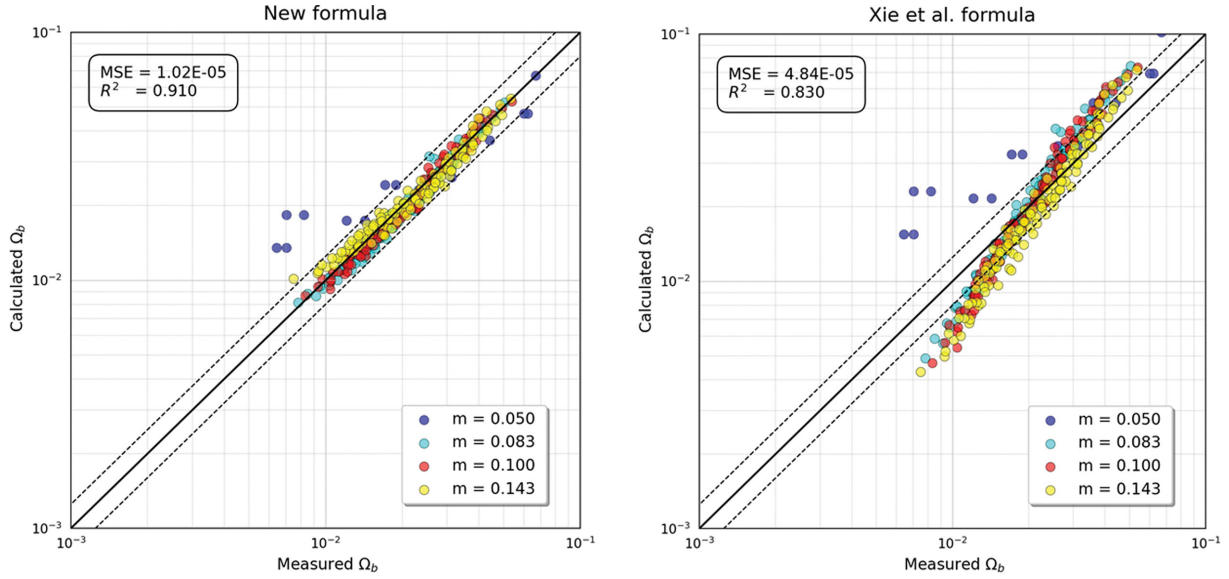 New formula
MSE = 1.02E-05
R² = 0.910
10⁻¹
10⁻²
10⁻³
Calculated Ω_b
m = 0.050
m = 0.083
m = 0.100
m = 0.143
10⁻³
10⁻²
10⁻¹
Measured Ω_b
Xie et al. formula
MSE = 4.84E-05
R² = 0.830
10⁻¹
10⁻²
10⁻³
Calculated Ω_b
m = 0.050
m = 0.083
m = 0.100
m = 0.143
10⁻³
10⁻²
10⁻¹
Measured Ω_b